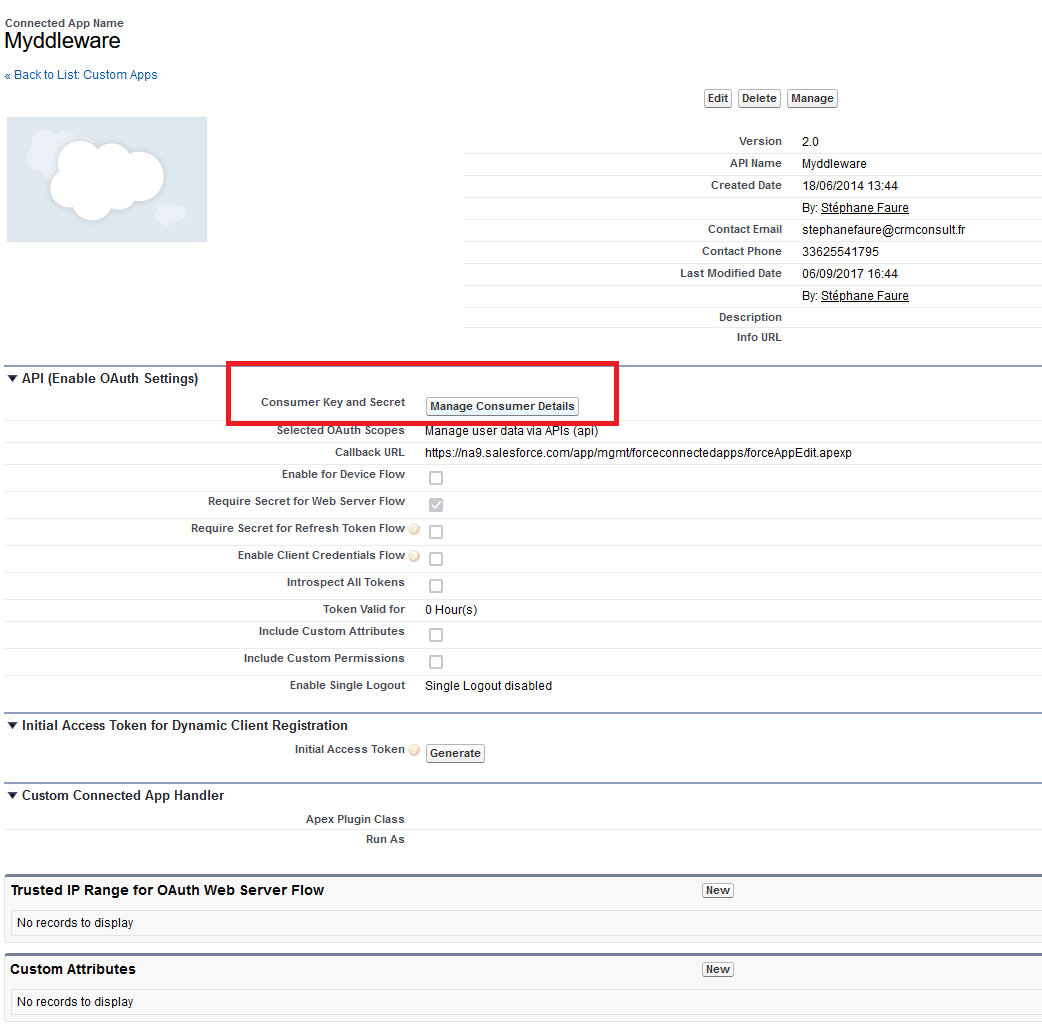 Connected App Name
Myddleware
« Back to List: Custom Apps
Edit Delete Manage
Version 2.0
API Name Myddleware
Created Date 18/06/2014 13:44
By: Stéphane Faure
Contact Email stephanefaure@crmconsult.fr
Contact Phone 33625541795
Last Modified Date 06/09/2017 16:44
By: Stéphane Faure
Description
Info URL
API (Enable OAuth Settings)
Consumer Key and Secret Manage Consumer Details
Selected OAuth Scopes Manage user data via APIs (api)
Callback URL https://na9.salesforce.com/app/mgmt/forceconnectedapps/forceAppEdit.apexp
Enable for Device Flow
Require Secret for Web Server Flow
Require Secret for Refresh Token Flow ?
Enable Client Credentials Flow ?
Introspect All Tokens
Token Valid for 0 Hour(s)
Include Custom Attributes
Include Custom Permissions
Enable Single Logout Single Logout disabled
Initial Access Token for Dynamic Client Registration
Initial Access Token ? Generate
Custom Connected App Handler
Apex Plugin Class
Run As
Trusted IP Range for OAuth Web Server Flow New
No records to display
Custom Attributes New
No records to display